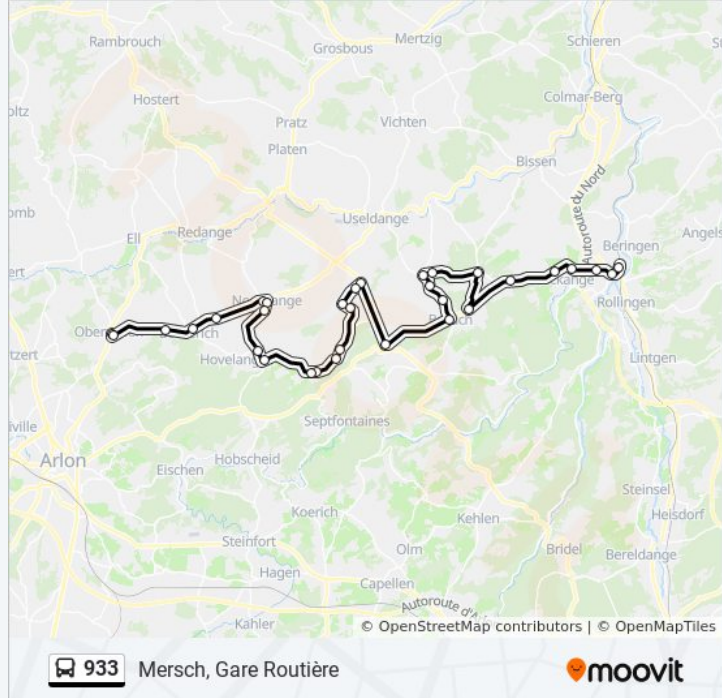 Rambrouch
Grosbous
Mertzig
Schieren
Hostert
Colmar-Berg
Pratz
Vichten
Platen
Bissen
Useldange
Autoroute du Nord
Redange
Ell
Beringen
Angels
Rollingen
Lintgen
Septfontaines
Arlon
Hobscheid
Eischen
Koerich
Steinsel
Heisdorf
Kehlen
Steinfort
Olm
Bridel
Bereldange
Hagen
Capellen
Kahler
© OpenStreetMap contributors | © OpenMapTiles
933 Mersch, Gare Routière
moovit